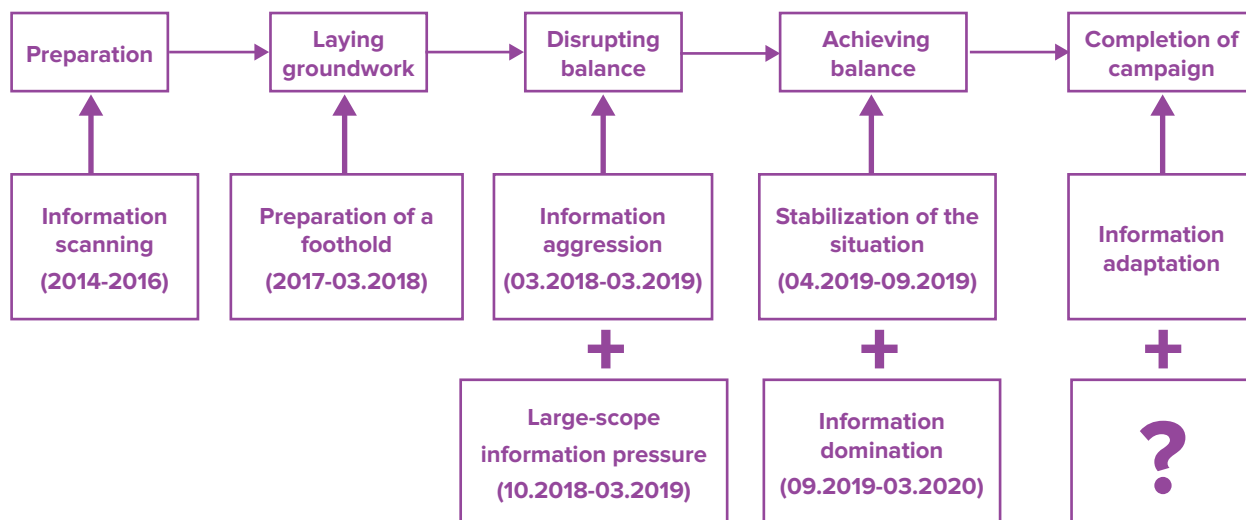 Preparation
Laying
groundwork
Disrupting
balance
Achieving
balance
Completion of
campaign
Information
scanning
(2014-2016)
Preparation of a
foothold
(2017-03.2018)
Information
aggression
(03.2018-03.2019)
Stabilization of the
situation
(04.2019-09.2019)
Information
adaptation
+
+
+
Large-scope
information pressure
(10.2018-03.2019)
Information
domination
(09.2019-03.2020)
?